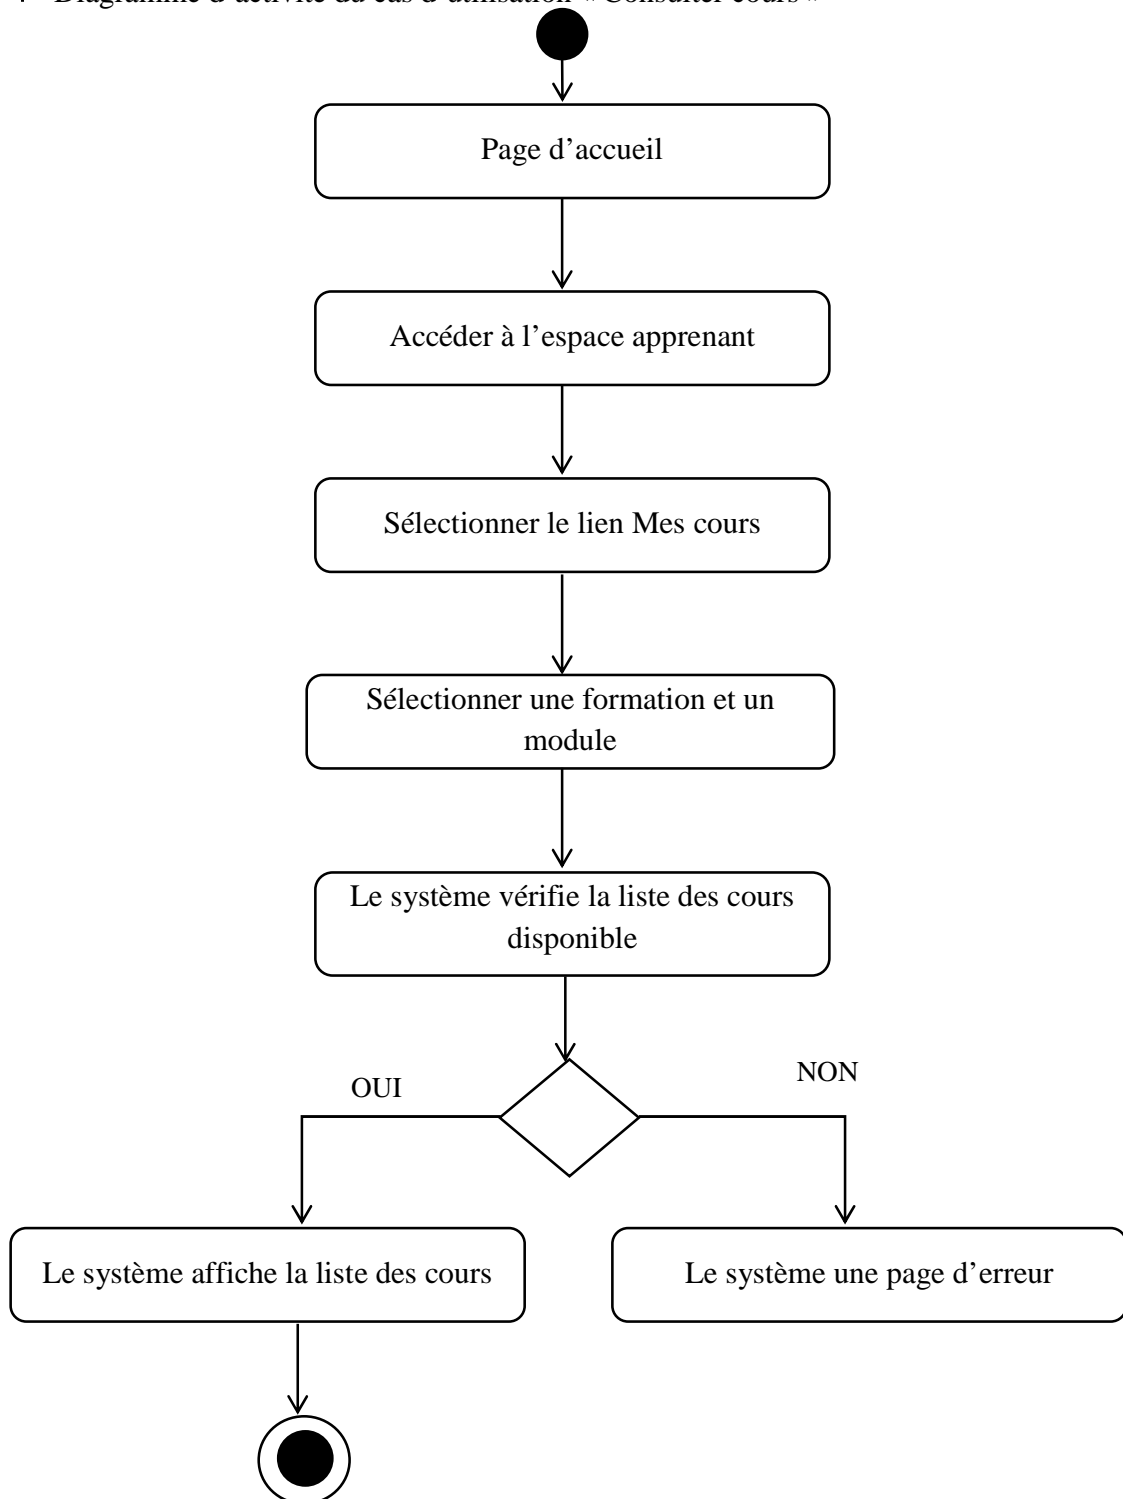 Diagramme d'activité du cas d'utilisation « Consulter cours »
Page d’accueil
Accéder à l’espace apprenant
Sélectionner le lien Mes cours
Sélectionner une formation et un
module
Le système vérifie la liste des cours
disponible
OUI
NON
Le système affiche la liste des cours
Le système une page d’erreur